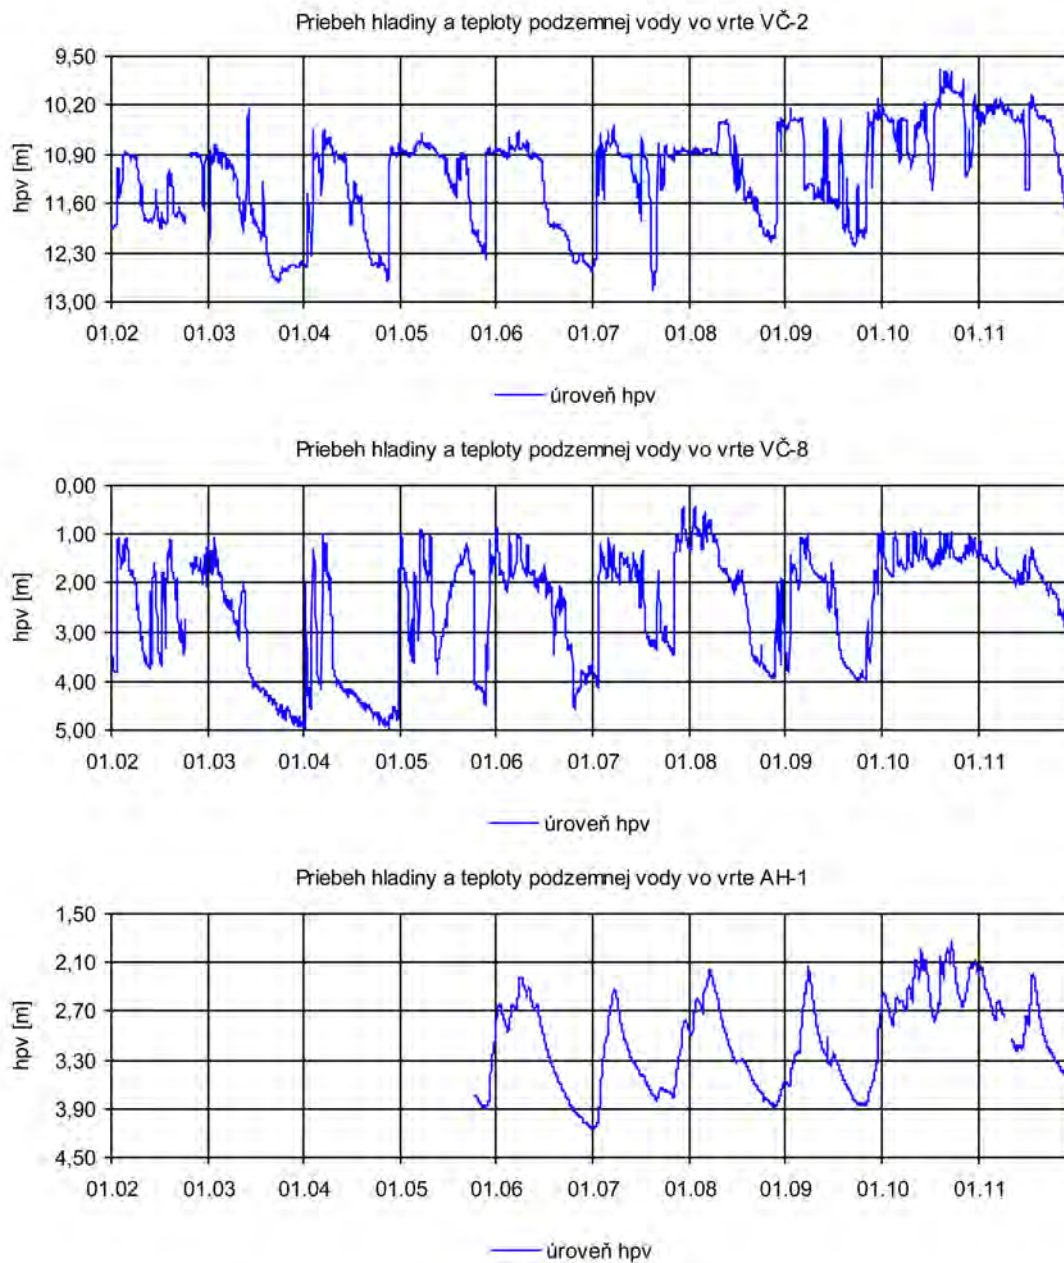 Priebeh hladiny a teploty podzemnej vody vo vrte VČ-2
9,50
10,20
10,90
11,60
12,30
13,00
hpv [m]
01.02 01.03 01.04 01.05 01.06 01.07 01.08 01.09 01.10 01.11
úroveň hpv
Priebeh hladiny a teploty podzemnej vody vo vrte VČ-8
0,00
1,00
2,00
3,00
4,00
5,00
hpv [m]
01.02 01.03 01.04 01.05 01.06 01.07 01.08 01.09 01.10 01.11
úroveň hpv
Priebeh hladiny a teploty podzemnej vody vo vrte AH-1
1,50
2,10
2,70
3,30
3,90
4,50
hpv [m]
01.02 01.03 01.04 01.05 01.06 01.07 01.08 01.09 01.10 01.11
úroveň hpv